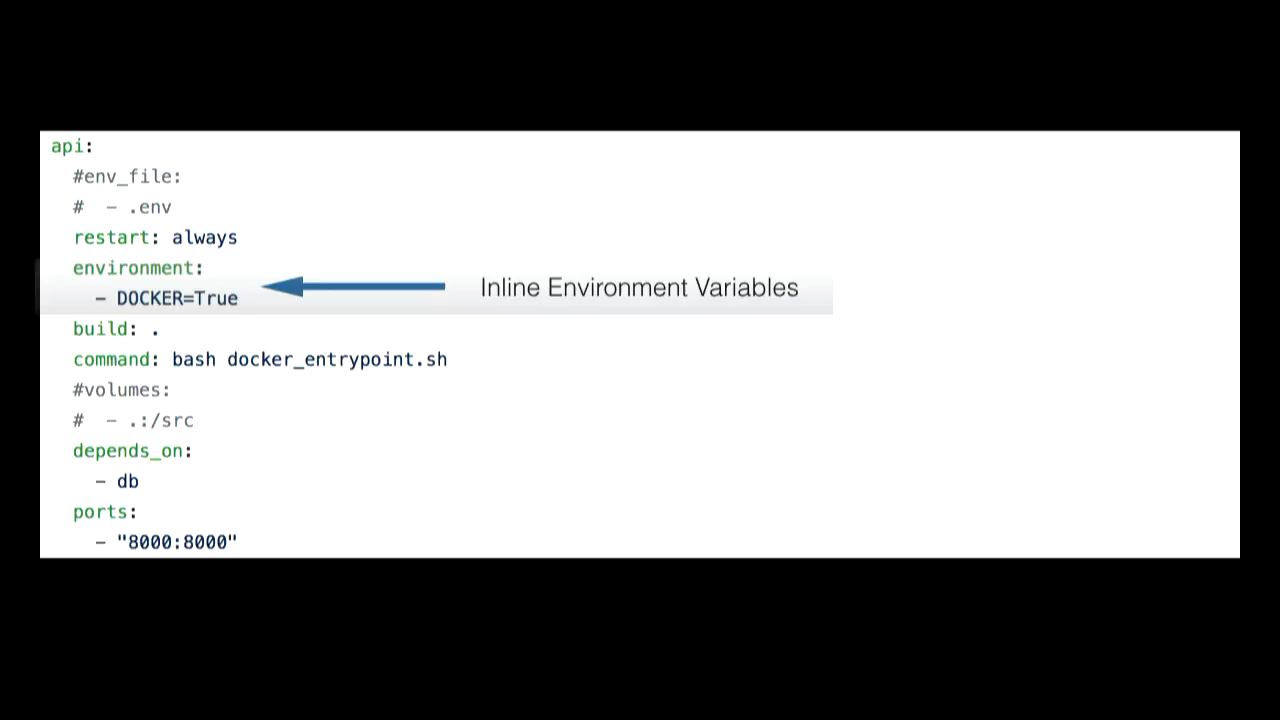 api:
#env_file:
#  - .env
restart: always
environment:
- DOCKER=True
Inline Environment Variables
build: .
command: bash docker_entrypoint.sh
#volumes:
#  - .:/src
depends_on:
- db
ports:
- "8000:8000"